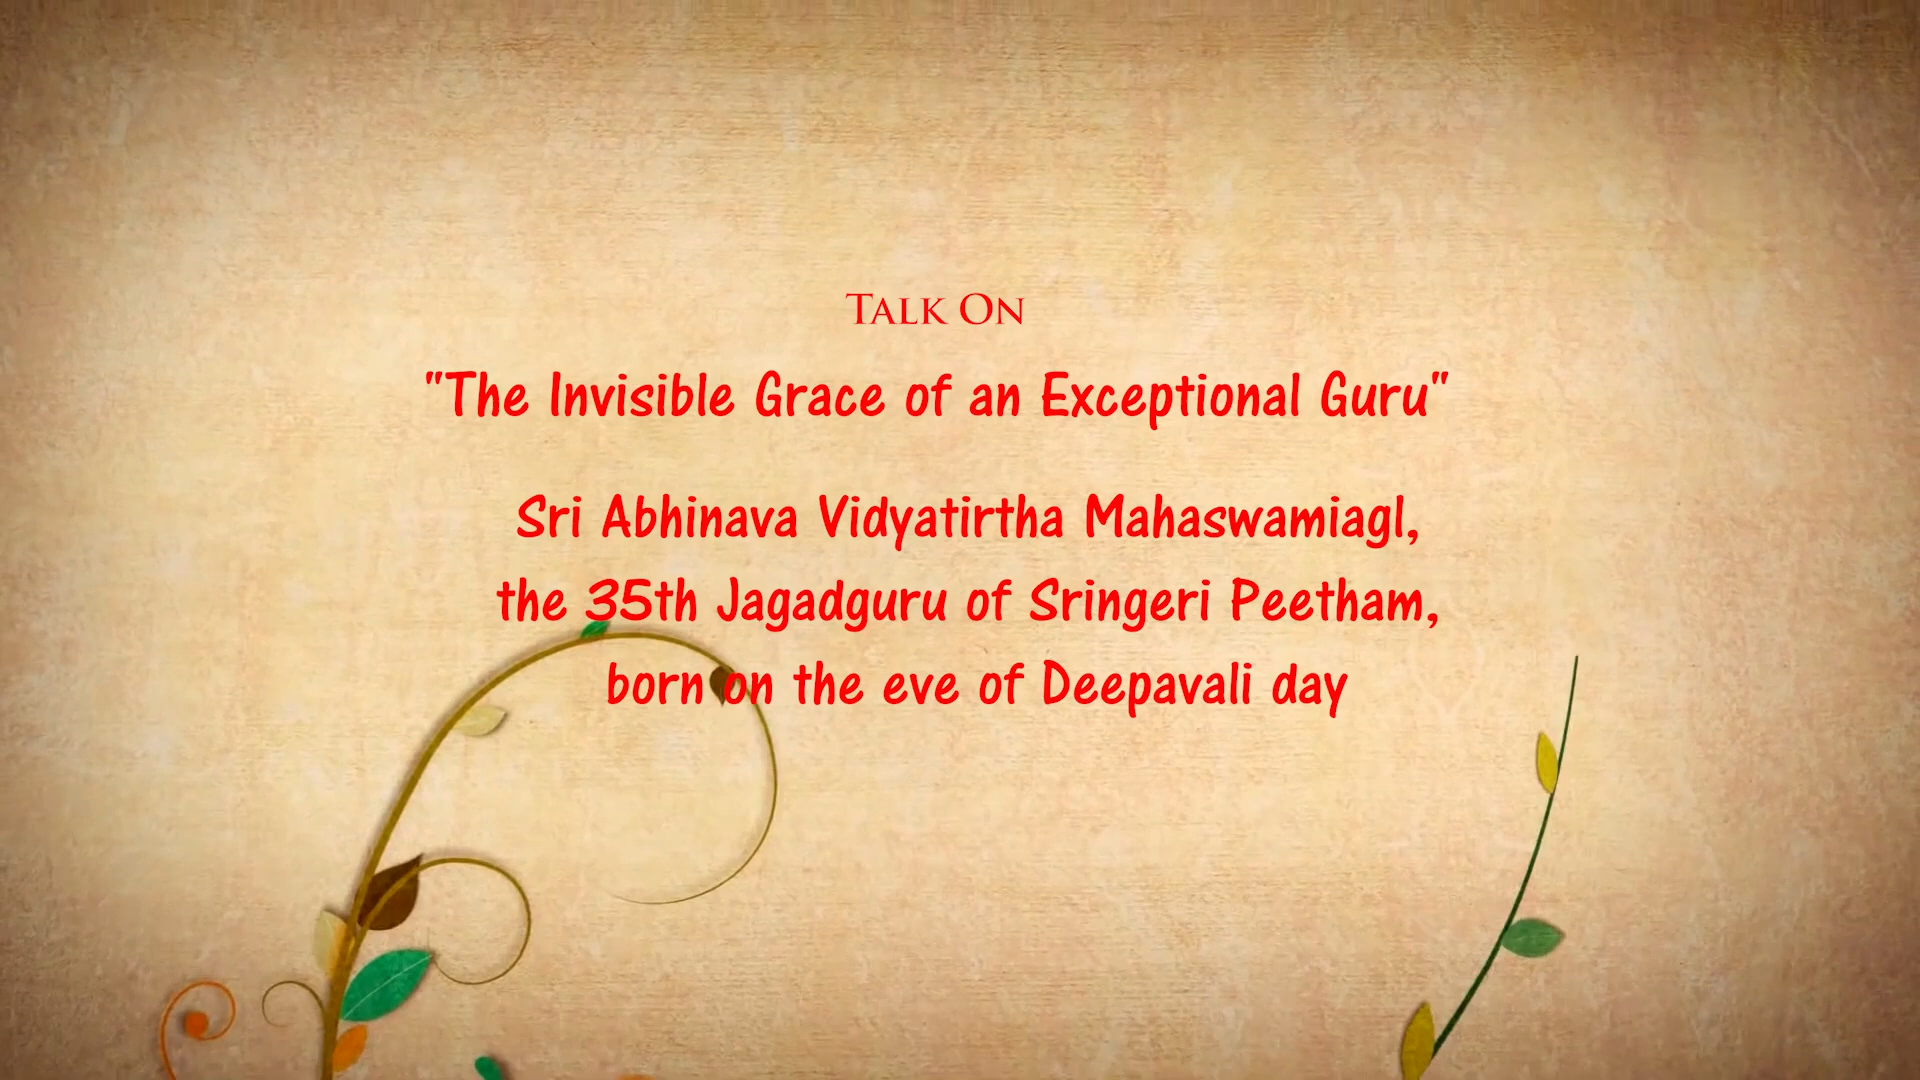 Talk On
"The Invisible Grace of an Exceptional Guru"
Sri Abhinava Vidyatirtha Mahaswamiagl,
the 35th Jagadguru of Sringeri Peetham,
born on the eve of Deepavali day